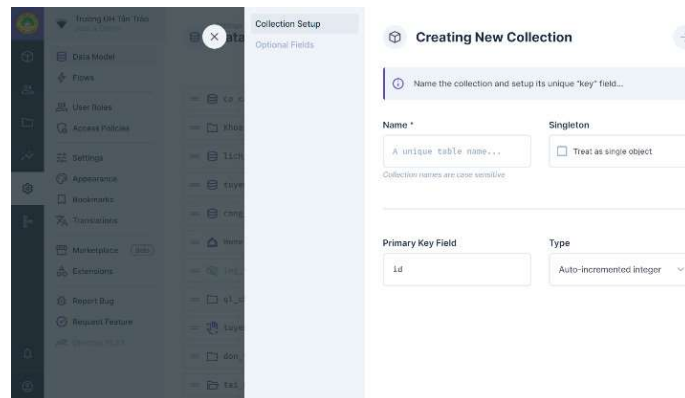 Trường ĐH Tân Trào
Data Model
Flows
User Roles
Access Policies
Settings
Appearance
Bookmarks
Translations
Marketplace
Extensions
Report Bug
Request Feature
Collection Setup
Optional Fields
Creating New Collection
Name the collection and setup its unique "key" field...
Name *
Singleton
A unique table name...
Treat as single object
Collection names are case sensitive
Primary Key Field
Type
id
Auto-incremented integer